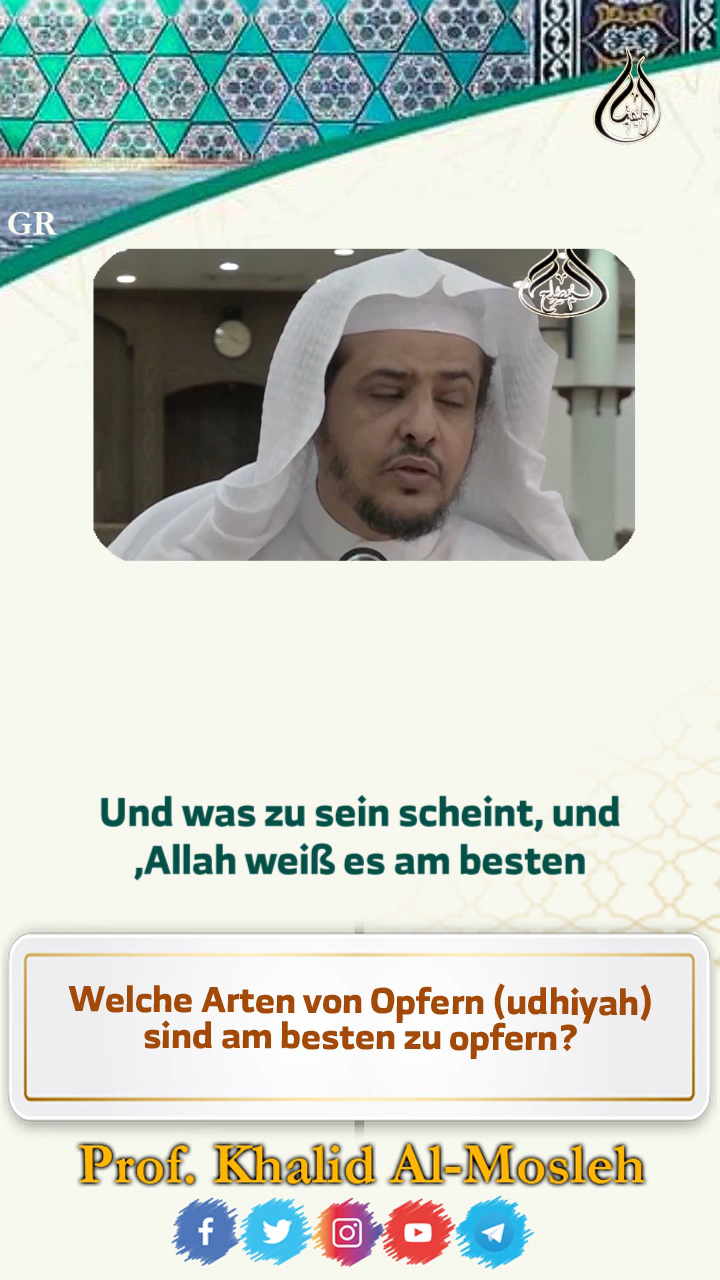 GR
Und was zu sein scheint, und
,Allah weiß es am besten
Welche Arten von Opfern (udhiyah)
sind am besten zu opfern?
Prof. Khalid Al-Mosleh